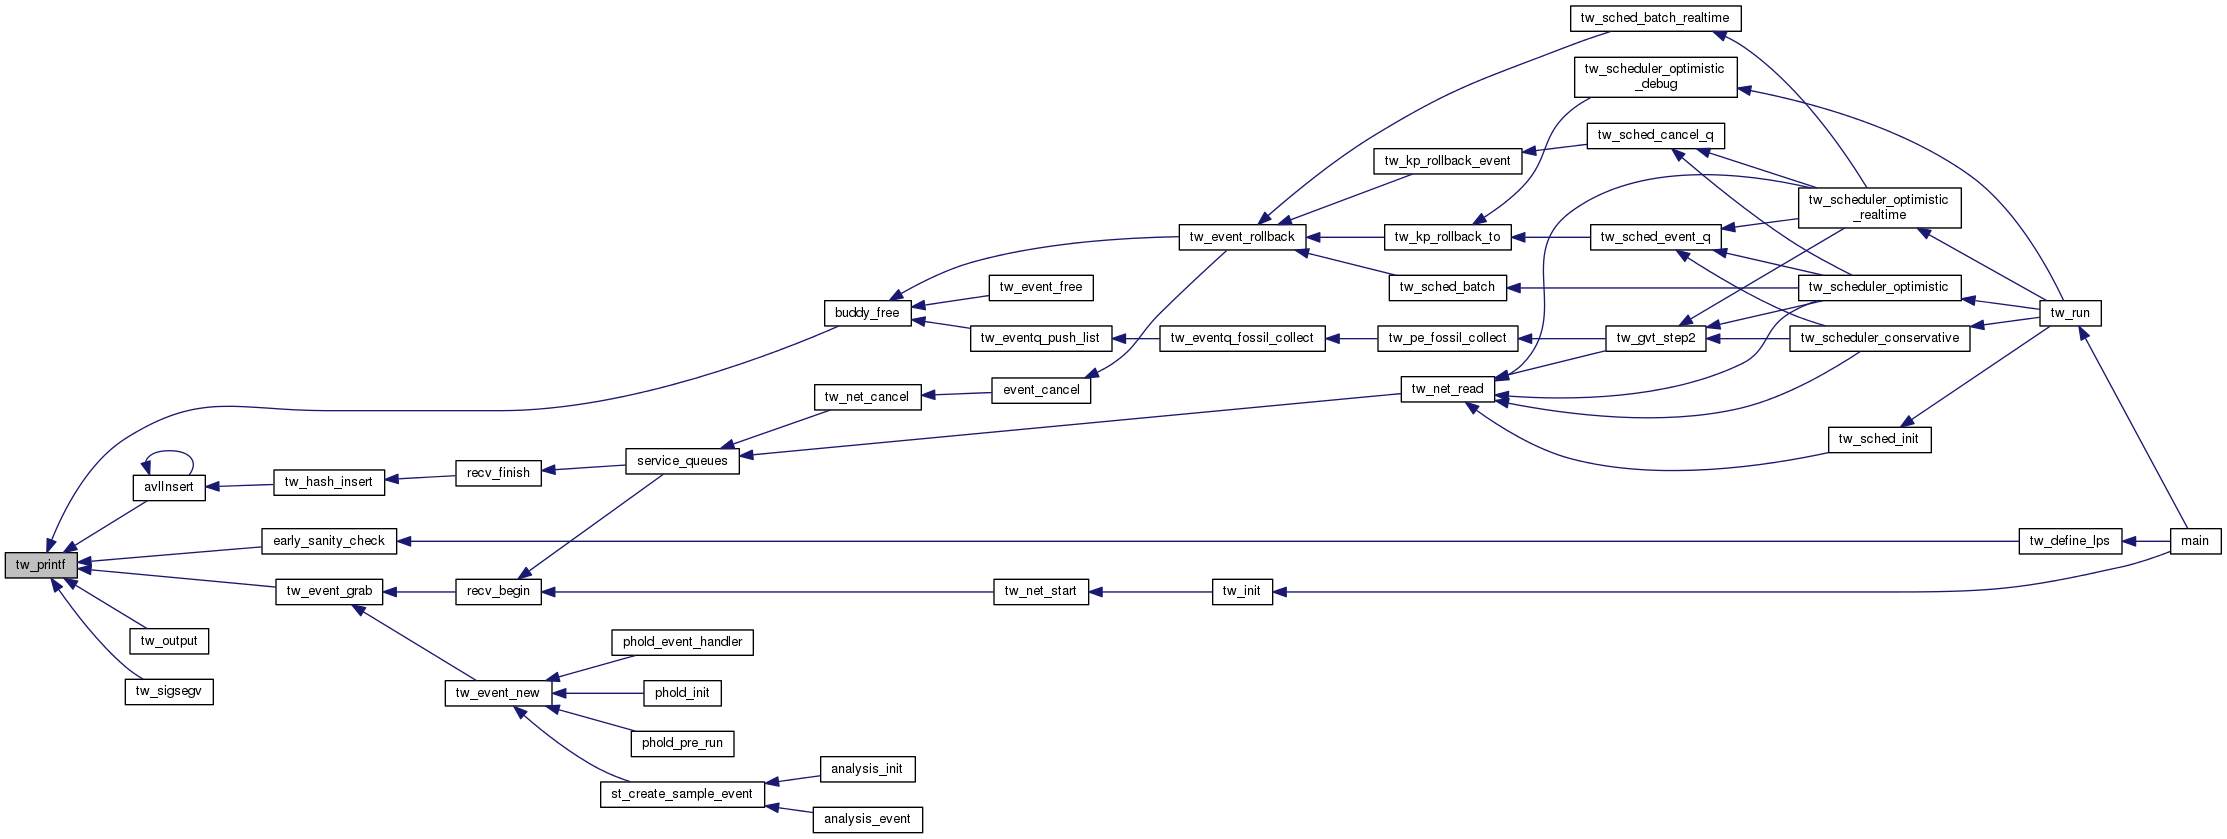 tw_sched_batch_realtime
tw_scheduler_optimistic
_debug
tw_sched_cancel_q
tw_kp_rollback_event
tw_scheduler_optimistic
_realtime
tw_event_rollback
tw_kp_rollback_to
tw_sched_event_q
tw_event_free
tw_sched_batch
tw_scheduler_optimistic
buddy_free
tw_run
tw_eventq_push_list
tw_eventq_fossil_collect
tw_pe_fossil_collect
tw_gvt_step2
tw_scheduler_conservative
tw_net_cancel
event_cancel
tw_net_read
tw_sched_init
service_queues
avlInsert
tw_hash_insert
recv_finish
early_sanity_check
tw_define_lps
main
tw_printf
tw_event_grab
recv_begin
tw_net_start
tw_init
tw_output
phold_event_handler
tw_sigsegv
tw_event_new
phold_init
phold_pre_run
analysis_init
st_create_sample_event
analysis_event